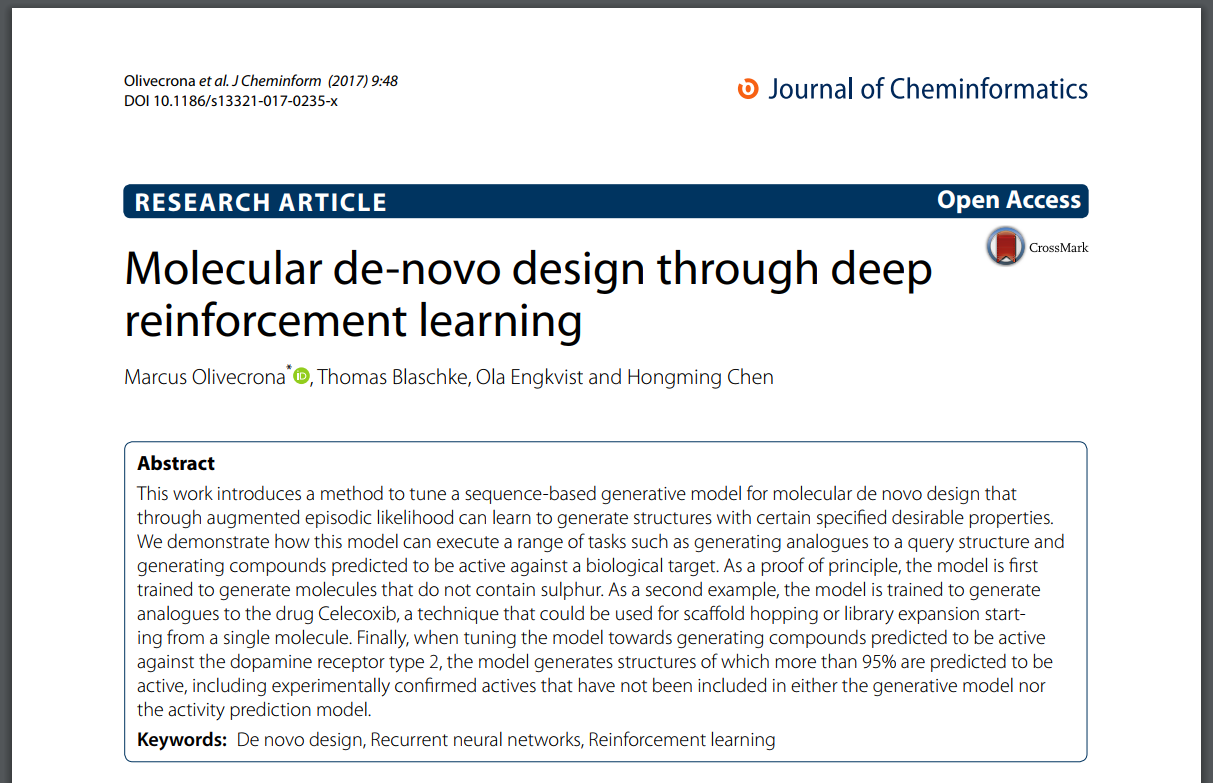 Olivecrona et al. J Cheminform (2017) 9:48
DOI 10.1186/s13321-017-0235-x
Journal of Cheminformatics
RESEARCH ARTICLE
Open Access
CrossMark
Molecular de-novo design through deep
reinforcement learning
Marcus Olivecrona* iD, Thomas Blaschke, Ola Engkvist and Hongming Chen
Abstract
This work introduces a method to tune a sequence-based generative model for molecular de novo design that
through augmented episodic likelihood can learn to generate structures with certain specified desirable properties.
We demonstrate how this model can execute a range of tasks such as generating analogues to a query structure and
generating compounds predicted to be active against a biological target. As a proof of principle, the model is first
trained to generate molecules that do not contain sulphur. As a second example, the model is trained to generate
analogues to the drug Celecoxib, a technique that could be used for scaffold hopping or library expansion start-
ing from a single molecule. Finally, when tuning the model towards generating compounds predicted to be active
against the dopamine receptor type 2, the model generates structures of which more than 95% are predicted to be
active, including experimentally confirmed actives that have not been included in either the generative model nor
the activity prediction model.
Keywords: De novo design, Recurrent neural networks, Reinforcement learning